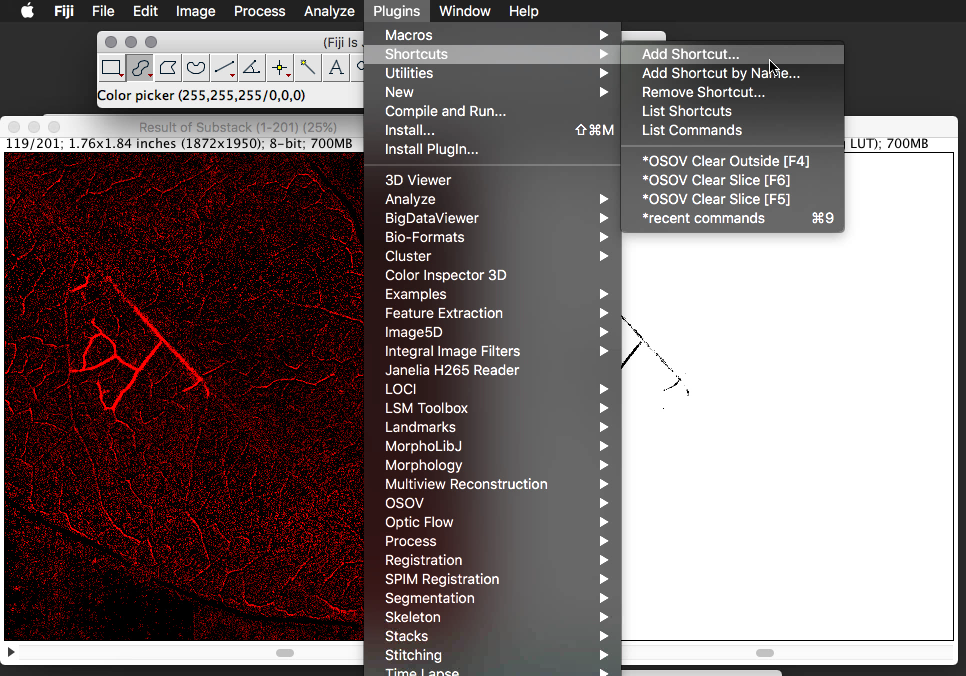 Fiji File Edit Image Process Analyze Plugins Window Help
(Fiji Is
Color picker (255,255,255/0,0,0)
Result of Substack (1-201) (25%)
119/201; 1.76x1.84 inches (1872x1950); 8-bit; 700MB
LUT); 700MB
Macros
Shortcuts
Utilities
New
Compile and Run...
Install... ⇧⌘M
Install PlugIn...
3D Viewer
Analyze
BigDataViewer
Bio-Formats
Cluster
Color Inspector 3D
Examples
Feature Extraction
Image5D
Integral Image Filters
Janelia H265 Reader
LOCI
LSM Toolbox
Landmarks
MorphoLibJ
Morphology
Multiview Reconstruction
OSOV
Optic Flow
Process
Registration
SPIM Registration
Segmentation
Skeleton
Stacks
Stitching
Time Lapse
Add Shortcut...
Add Shortcut by Name...
Remove Shortcut...
List Shortcuts
List Commands
*OSOV Clear Outside [F4]
*OSOV Clear Slice [F6]
*OSOV Clear Slice [F5]
*recent commands ⌘9